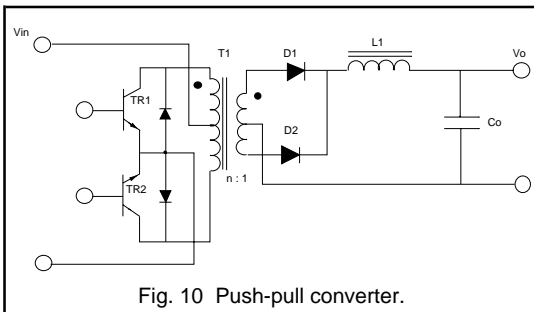 Vin
T1
D1
L1
Vo
TR1
D2
Co
TR2
n : 1
Fig. 10 Push-pull converter.